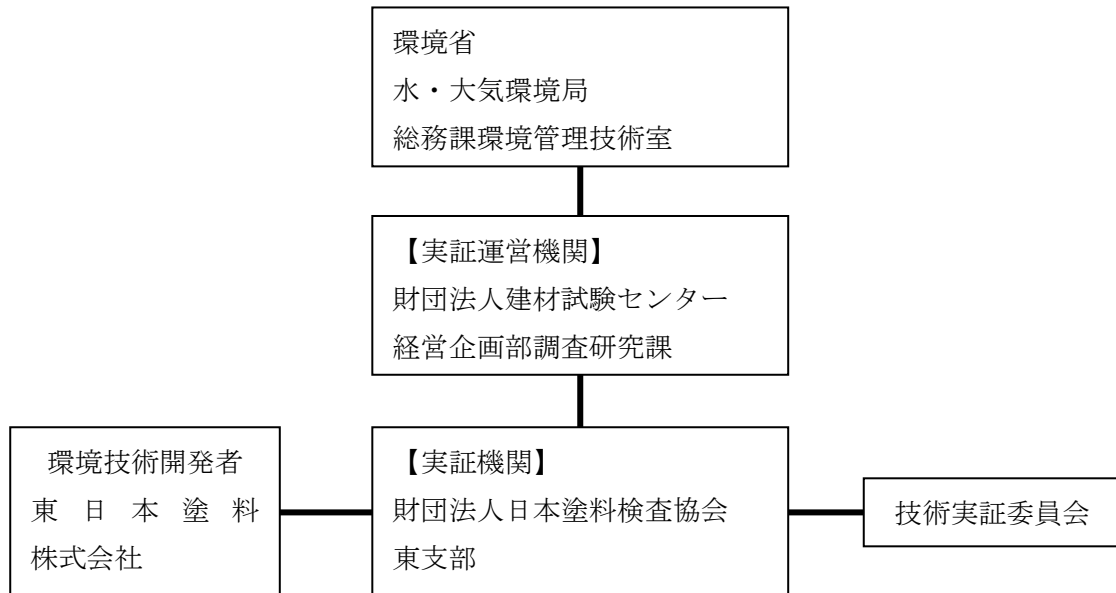 環境省
水・大気環境局
総務課環境管理技術室
【実証運営機関】
財団法人建材試験センター
経営企画部調査研究課
環境技術開発者
東日本塗料
株式会社
【実証機関】
財団法人日本塗料検査協会
東支部
技術実証委員会